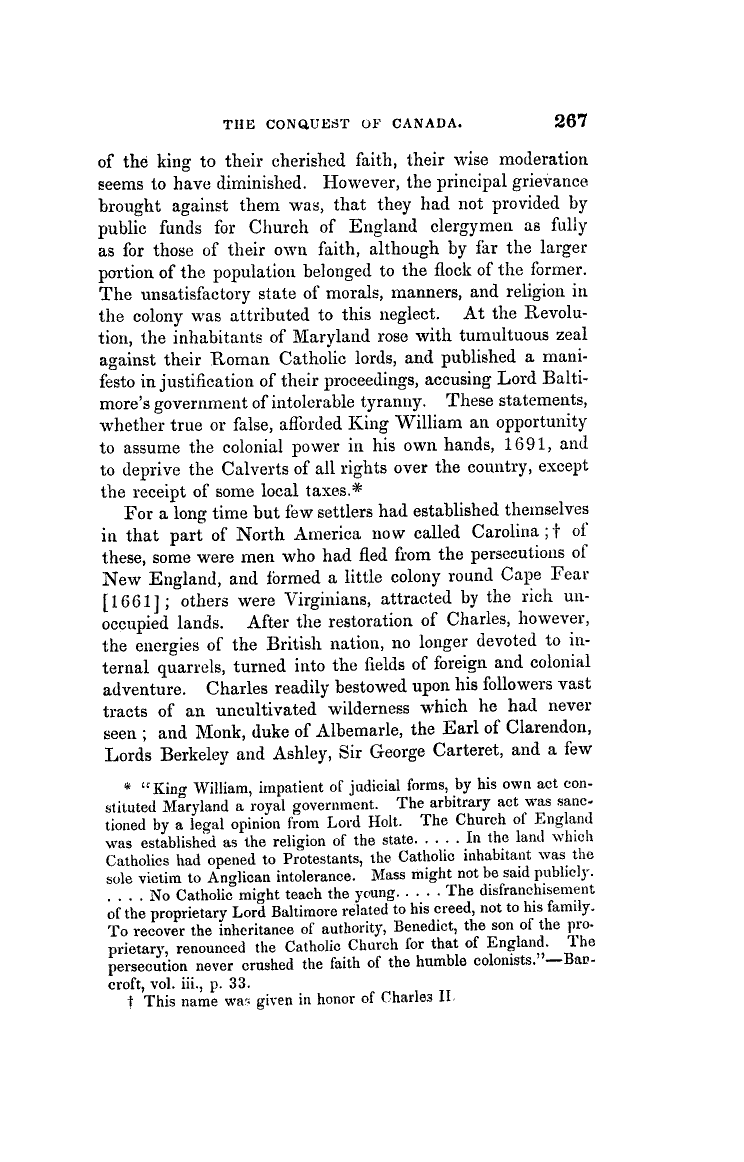 THE CONQUEST OF CANADA. 267
of the king to their cherished faith, their wise moderation
seems to have diminished. However, the principal grievance
brought against them was, that they had not provided by
public funds for Church of England clergymen as fully
as for those of their own faith, although by far the larger
portion of the population belonged to the flock of the former.
The unsatisfactory state of morals, manners, and religion in
the colony was attributed to this neglect. At the Revolu-
tion, the inhabitants of Maryland rose with tumultuous zeal
against their Roman Catholic lords, and published a mani-
festo in justification of their proceedings, accusing Lord Balti-
more's government of intolerable tyranny. These statements,
whether true or false, afforded King William an opportunity
to assume the colonial power in his own hands, 1691, and
to deprive the Calverts of all rights over the country, except
the receipt of some local taxes.*
For a long time but few settlers had established themselves
in that part of North America now called Carolina ; † of
these, some were men who had fled from the persecutions of
New England, and formed a little colony round Cape Fear
[1661] ; others were Virginians, attracted by the rich un-
occupied lands. After the restoration of Charles, however,
the energies of the British nation, no longer devoted to in-
ternal quarrels, turned into the fields of foreign and colonial
adventure. Charles readily bestowed upon his followers vast
tracts of an uncultivated wilderness which he had never
seen ; and Monk, duke of Albemarle, the Earl of Clarendon,
Lords Berkeley and Ashley, Sir George Carteret, and a few
* "King William, impatient of judicial forms, by his own act con-
stituted Maryland a royal government. The arbitrary act was sanc-
tioned by a legal opinion from Lord Holt. The Church of England
was established as the religion of the state. . . . . In the land which
Catholics had opened to Protestants, the Catholic inhabitant was the
sole victim to Anglican intolerance. Mass might not be said publicly.
. . . . No Catholic might teach the young. . . . . The disfranchisement
of the proprietary Lord Baltimore related to his creed, not to his family.
To recover the inheritance of authority, Benedict, the son of the pro-
prietary, renounced the Catholic Church for that of England. The
persecution never crushed the faith of the humble colonists."—Ban-
croft, vol. iii., p. 33.
† This name was given in honor of Charles II.